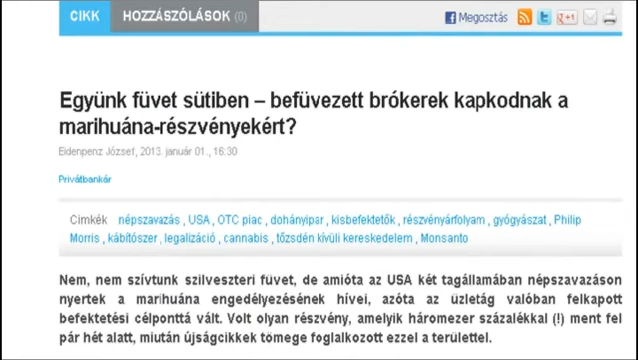 CIKK HOZZÁSZÓLÁSOK (0) Megosztás
Együnk füvet sütiben – befüvezett brókerek kapkodnak a
marihuána-részvényekért?
Eidenpenz József, 2013. január 01., 16:30
Privátbankár
Cimkék népszavazás , USA , OTC piac , dohányipar , kisbefektetők , részvényárfolyam , gyógyászat , Philip
Morris , kábítószer , legalizáció , cannabis , tőzsdén kívüli kereskedelem , Monsanto
Nem, nem szívtunk szilveszteri füvet, de amióta az USA két tagállamában népszavazáson
nyertek a marihuána engedélyezésének hívei, azóta az üzletág valóban felkapott
befektetési célponttá vált. Volt olyan részvény, amelyik háromezer százalékkal (!) ment fel
pár hét alatt, miután újságcikkek tömege foglalkozott ezzel a területtel.